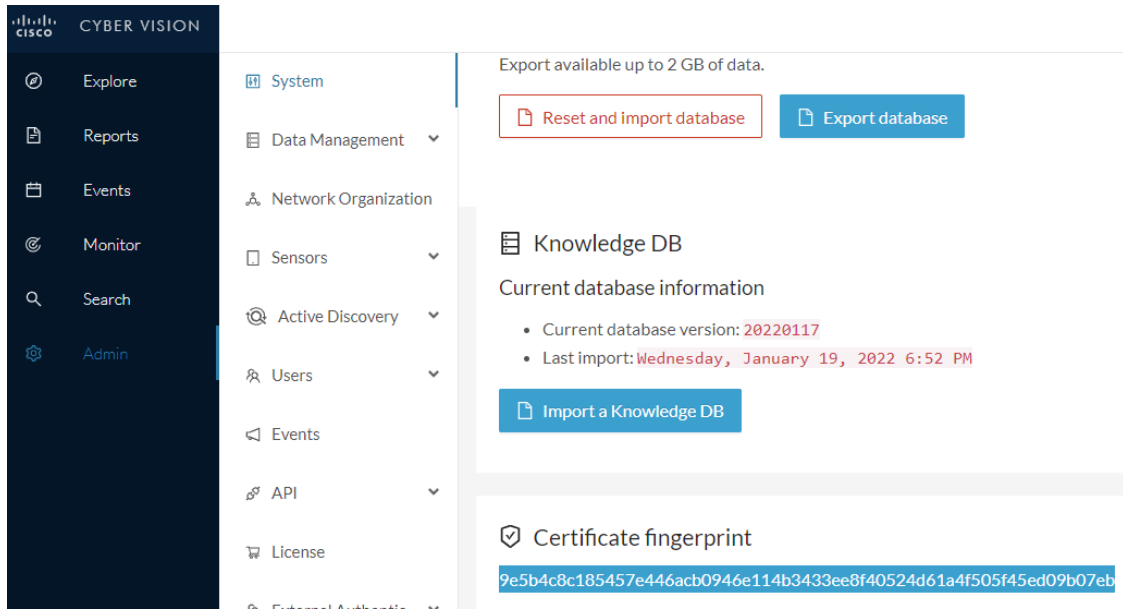 CISCO
CYBER VISION
Explore
Reports
Events
Monitor
Search
Admin
System
Data Management
Network Organization
Sensors
Active Discovery
Users
Events
API
License
Export available up to 2 GB of data.
Reset and import database
Export database
Knowledge DB
Current database information
• Current database version: 20220117
• Last import: Wednesday, January 19, 2022 6:52 PM
Import a Knowledge DB
Certificate fingerprint
9e5b4c8c185457e446acb0946e114b3433ee8f40524d61a4f505f45ed09b07eb